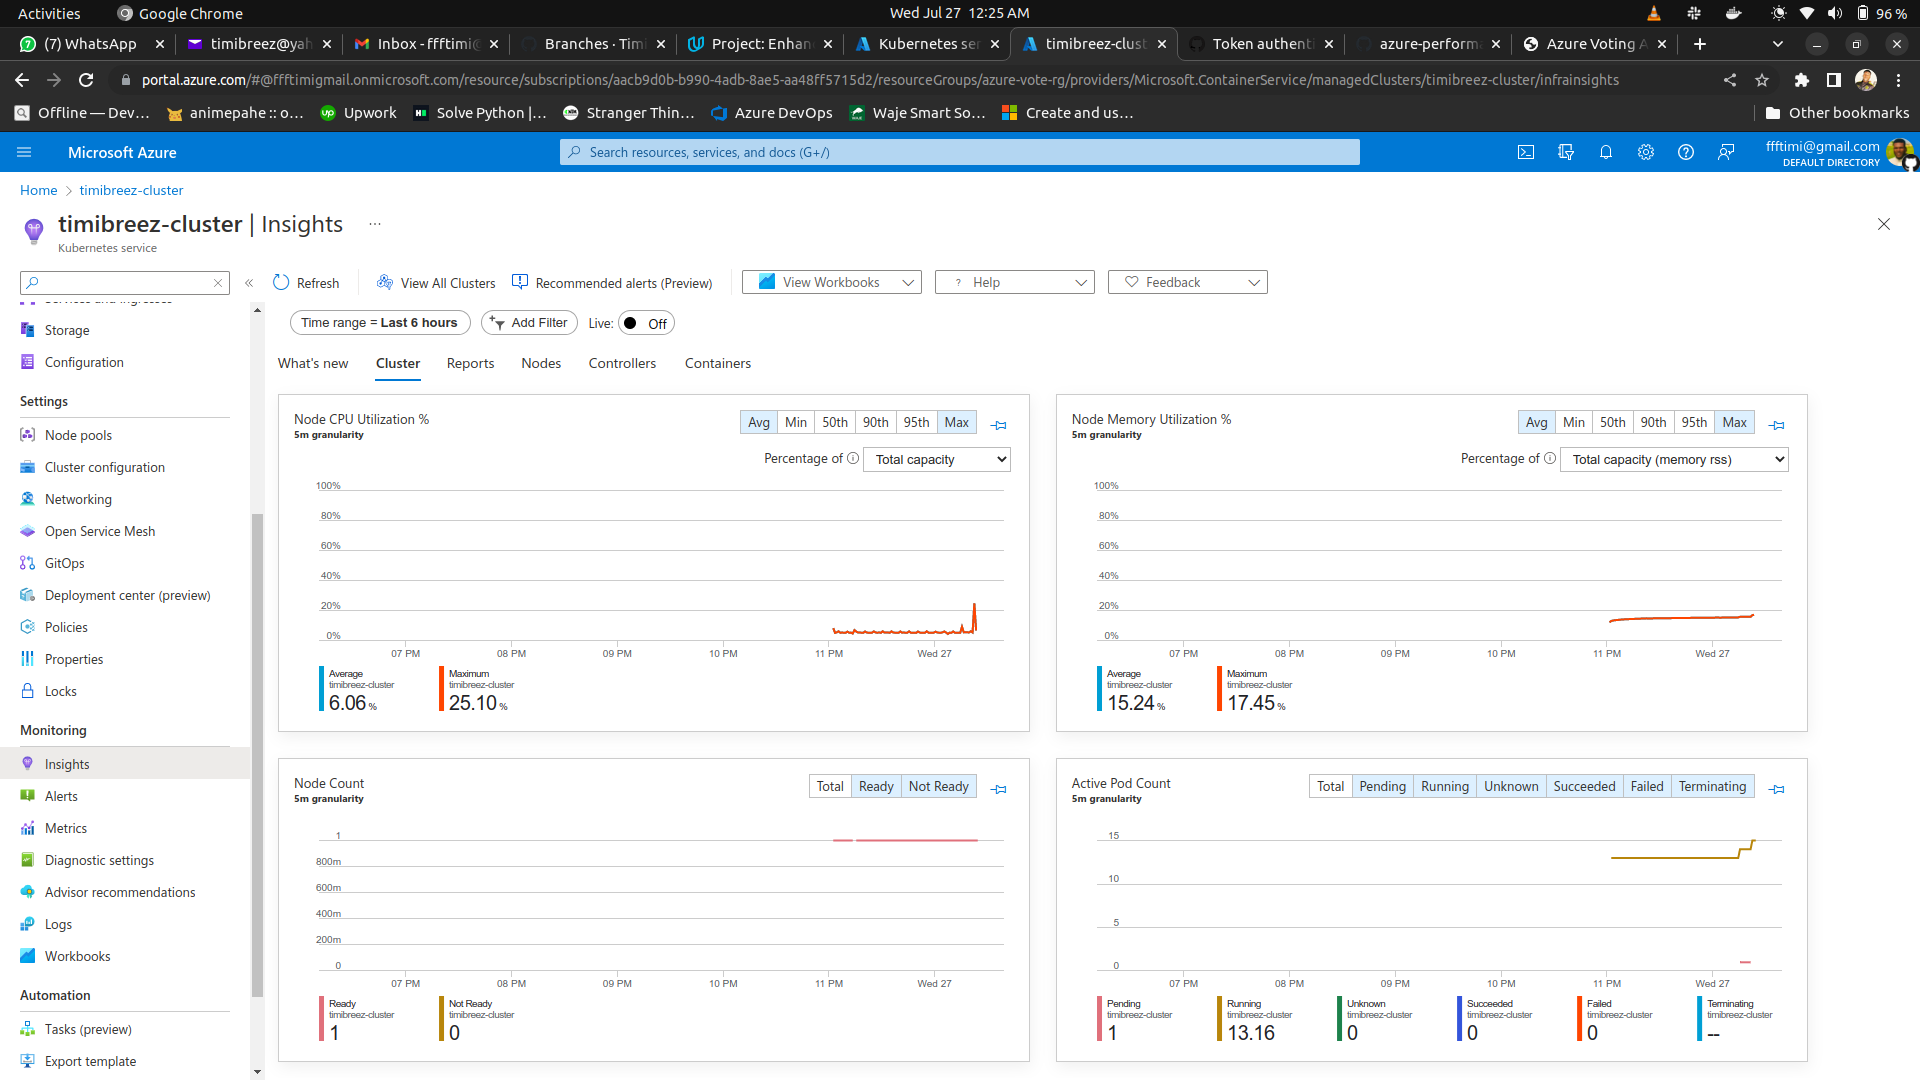 Activities
Google Chrome
Wed Jul 27 12:25 AM
96 %
(7) WhatsApp
timibreez@yah
Inbox - ffftimi@
Branches · Timi
Project: Enhan
Kubernetes ser
timibreez-clust
Token authenti
azure-perform
Azure Voting A
portal.azure.com/#@ffftimigmail.onmicrosoft.com/resource/subscriptions/aacb9d0b-b990-4adb-8ae5-aa48ff5715d2/resourceGroups/azure-vote-rg/providers/Microsoft.ContainerService/managedClusters/timibreez-cluster/infrainsights
Offline — Dev…
animepahe :: o…
Upwork
Solve Python |…
Stranger Thin…
Azure DevOps
Waje Smart So…
Create and us…
Other bookmarks
Microsoft Azure
Search resources, services, and docs (G+/)
ffftimi@gmail.com
DEFAULT DIRECTORY
Home > timibreez-cluster
timibreez-cluster | Insights ...
Kubernetes service
«
Refresh
View All Clusters
Recommended alerts (Preview)
View Workbooks
? Help
Feedback
Time range = Last 6 hours
Add Filter
Live: Off
What's new
Cluster
Reports
Nodes
Controllers
Containers
Services and ingresses
Storage
Configuration
Settings
Node pools
Cluster configuration
Networking
Open Service Mesh
GitOps
Deployment center (preview)
Policies
Properties
Locks
Monitoring
Insights
Alerts
Metrics
Diagnostic settings
Advisor recommendations
Logs
Workbooks
Automation
Tasks (preview)
Export template
Node CPU Utilization %
5m granularity
Avg Min 50th 90th 95th Max
Percentage of Total capacity
100%
80%
60%
40%
20%
0%
07 PM 08 PM 09 PM 10 PM 11 PM Wed 27
Average
timibreez-cluster
6.06 %
Maximum
timibreez-cluster
25.10 %
Node Memory Utilization %
5m granularity
Avg Min 50th 90th 95th Max
Percentage of Total capacity (memory rss)
100%
80%
60%
40%
20%
0%
07 PM 08 PM 09 PM 10 PM 11 PM Wed 27
Average
timibreez-cluster
15.24 %
Maximum
timibreez-cluster
17.45 %
Node Count
5m granularity
Total Ready Not Ready
1
800m
600m
400m
200m
0
07 PM 08 PM 09 PM 10 PM 11 PM Wed 27
Ready
timibreez-cluster
1
Not Ready
timibreez-cluster
0
Active Pod Count
5m granularity
Total Pending Running Unknown Succeeded Failed Terminating
15
10
5
0
07 PM 08 PM 09 PM 10 PM 11 PM Wed 27
Pending
timibreez-cluster
1
Running
timibreez-cluster
13.16
Unknown
timibreez-cluster
0
Succeeded
timibreez-cluster
0
Failed
timibreez-cluster
0
Terminating
timibreez-cluster
--